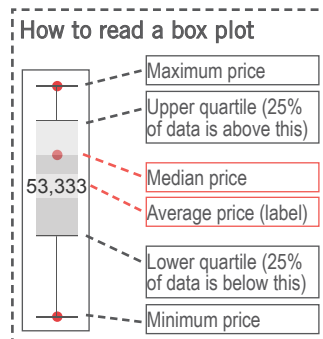 How to read a box plot
Maximum price
Upper quartile (25%
of data is above this)
Median price
53,333
Average price (label)
Lower quartile (25%
of data is below this)
Minimum price